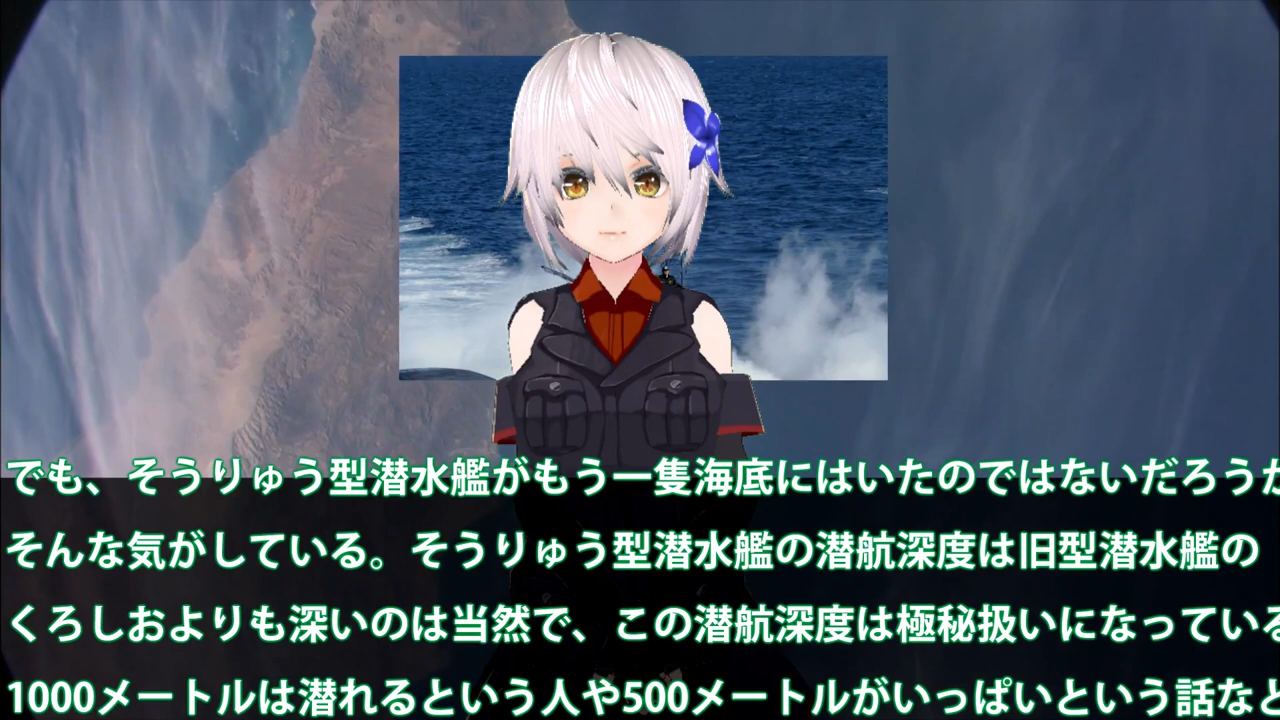 でも、そうりゅう型潜水艦がもう一隻海底にはいたのではないだろうか
そんな気がしている。そうりゅう型潜水艦の潜航深度は旧型潜水艦の
くろしおよりも深いのは当然で、この潜航深度は極秘扱いになっている
1000メートルは潜れるという人や500メートルがいっぱいという話など